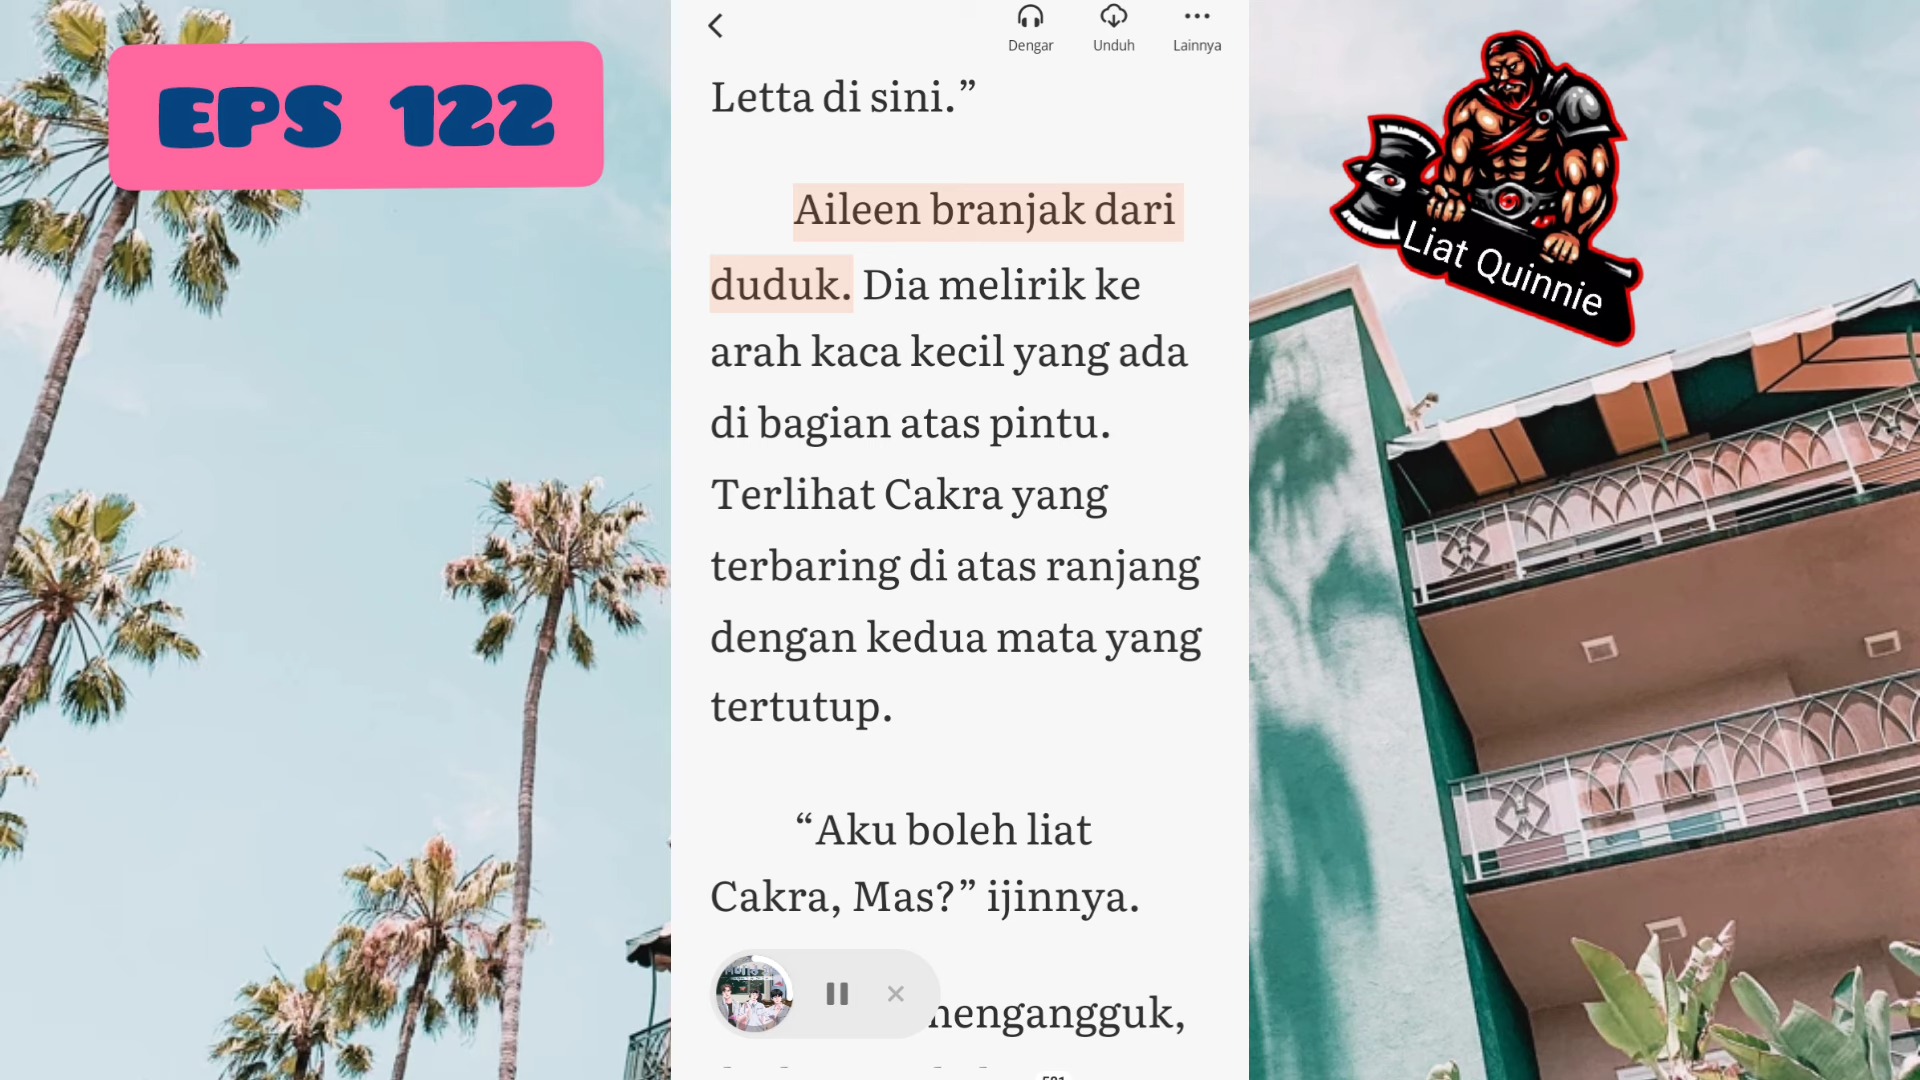 EPS 122
Dengar
Unduh
Lainnya
Letta di sini.”
Aileen branjak dari
duduk. Dia melirik ke
arah kaca kecil yang ada
di bagian atas pintu.
Terlihat Cakra yang
terbaring di atas ranjang
dengan kedua mata yang
tertutup.
“Aku boleh liat
Cakra, Mas?” ijinnya.
Liat Quinnie